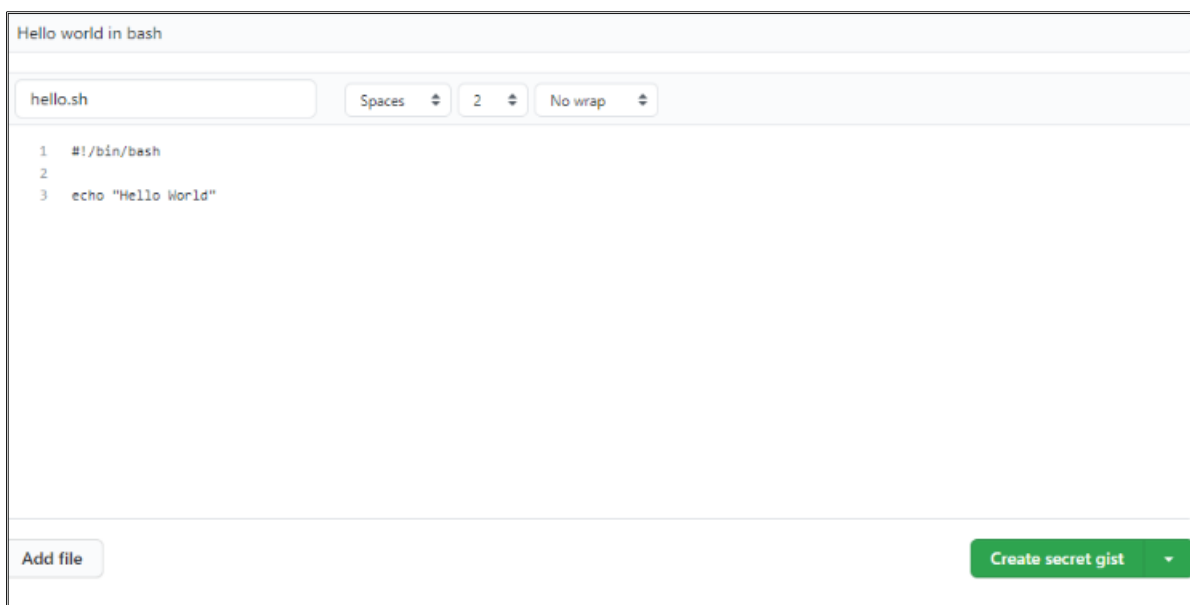 Hello world in bash
hello.sh Spaces 2 No wrap
1 #!/bin/bash
2
3 echo "Hello World"
Add file Create secret gist